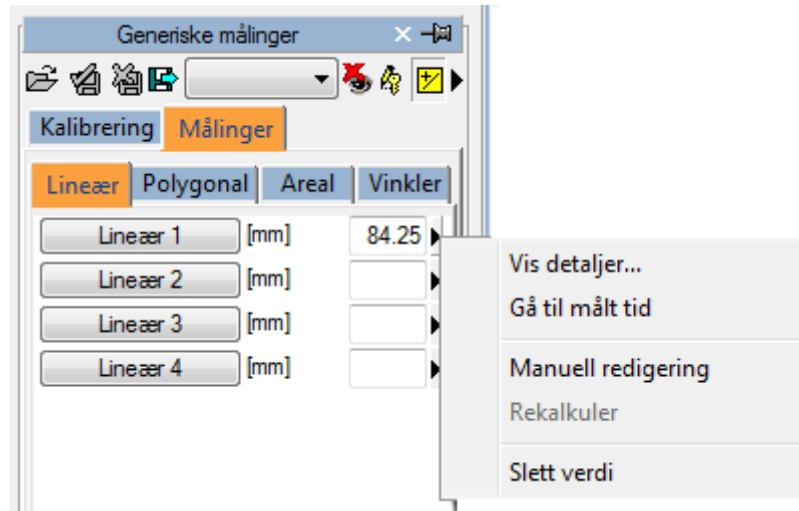 Generiske målinger
Kalibrering Målinger
Lineær Polygonal Areal Vinkler
Lineær 1 [mm] 84.25
Lineær 2 [mm]
Lineær 3 [mm]
Lineær 4 [mm]
Vis detaljer...
Gå til målt tid
Manuell redigering
Rekalkuler
Slett verdi